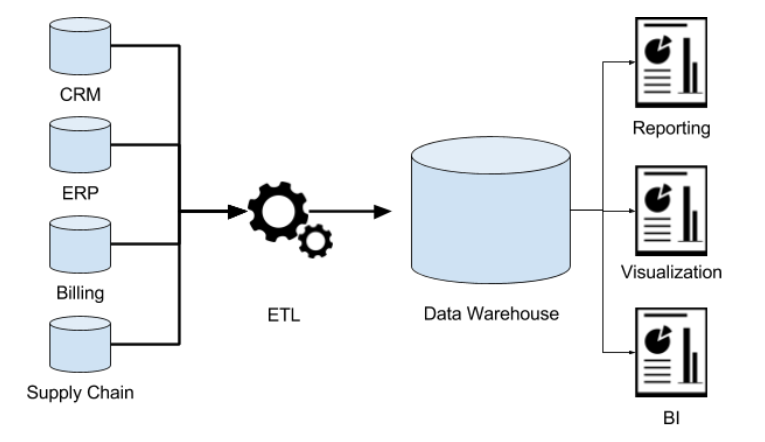 CRM
ERP
Billing
Supply Chain
ETL
Data Warehouse
Reporting
Visualization
BI